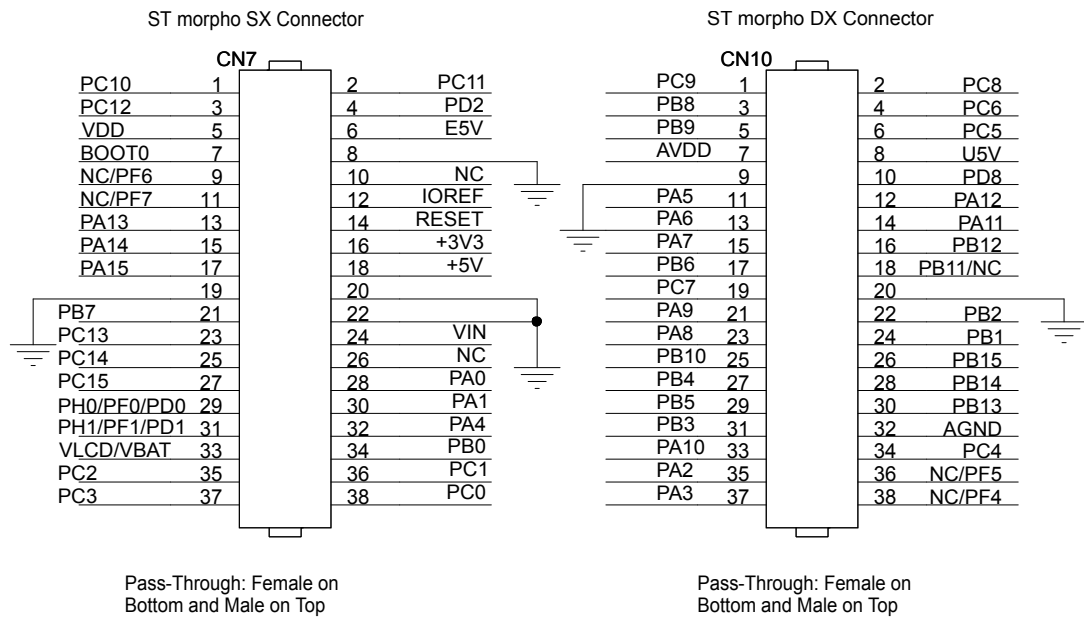 ST morpho SX Connector
ST morpho DX Connector
CN7
PC10 1 2 PC11
PC12 3 4 PD2
VDD 5 6 E5V
BOOT0 7 8
NC/PF6 9 10 NC
NC/PF7 11 12 IOREF
PA13 13 14 RESET
PA14 15 16 +3V3
PA15 17 18 +5V
19 20
PB7 21 22
PC13 23 24 VIN
PC14 25 26 NC
PC15 27 28 PA0
PH0/PF0/PD0 29 30 PA1
PH1/PF1/PD1 31 32 PA4
VLCD/VBAT 33 34 PB0
PC2 35 36 PC1
PC3 37 38 PC0
Pass-Through: Female on
Bottom and Male on Top
CN10
PC9 1 2 PC8
PB8 3 4 PC6
PB9 5 6 PC5
AVDD 7 8 U5V
9 10 PD8
PA5 11 12 PA12
PA6 13 14 PA11
PA7 15 16 PB12
PB6 17 18 PB11/NC
PC7 19 20
PA9 21 22 PB2
PA8 23 24 PB1
PB10 25 26 PB15
PB4 27 28 PB14
PB5 29 30 PB13
PB3 31 32 AGND
PA10 33 34 PC4
PA2 35 36 NC/PF5
PA3 37 38 NC/PF4
Pass-Through: Female on
Bottom and Male on Top